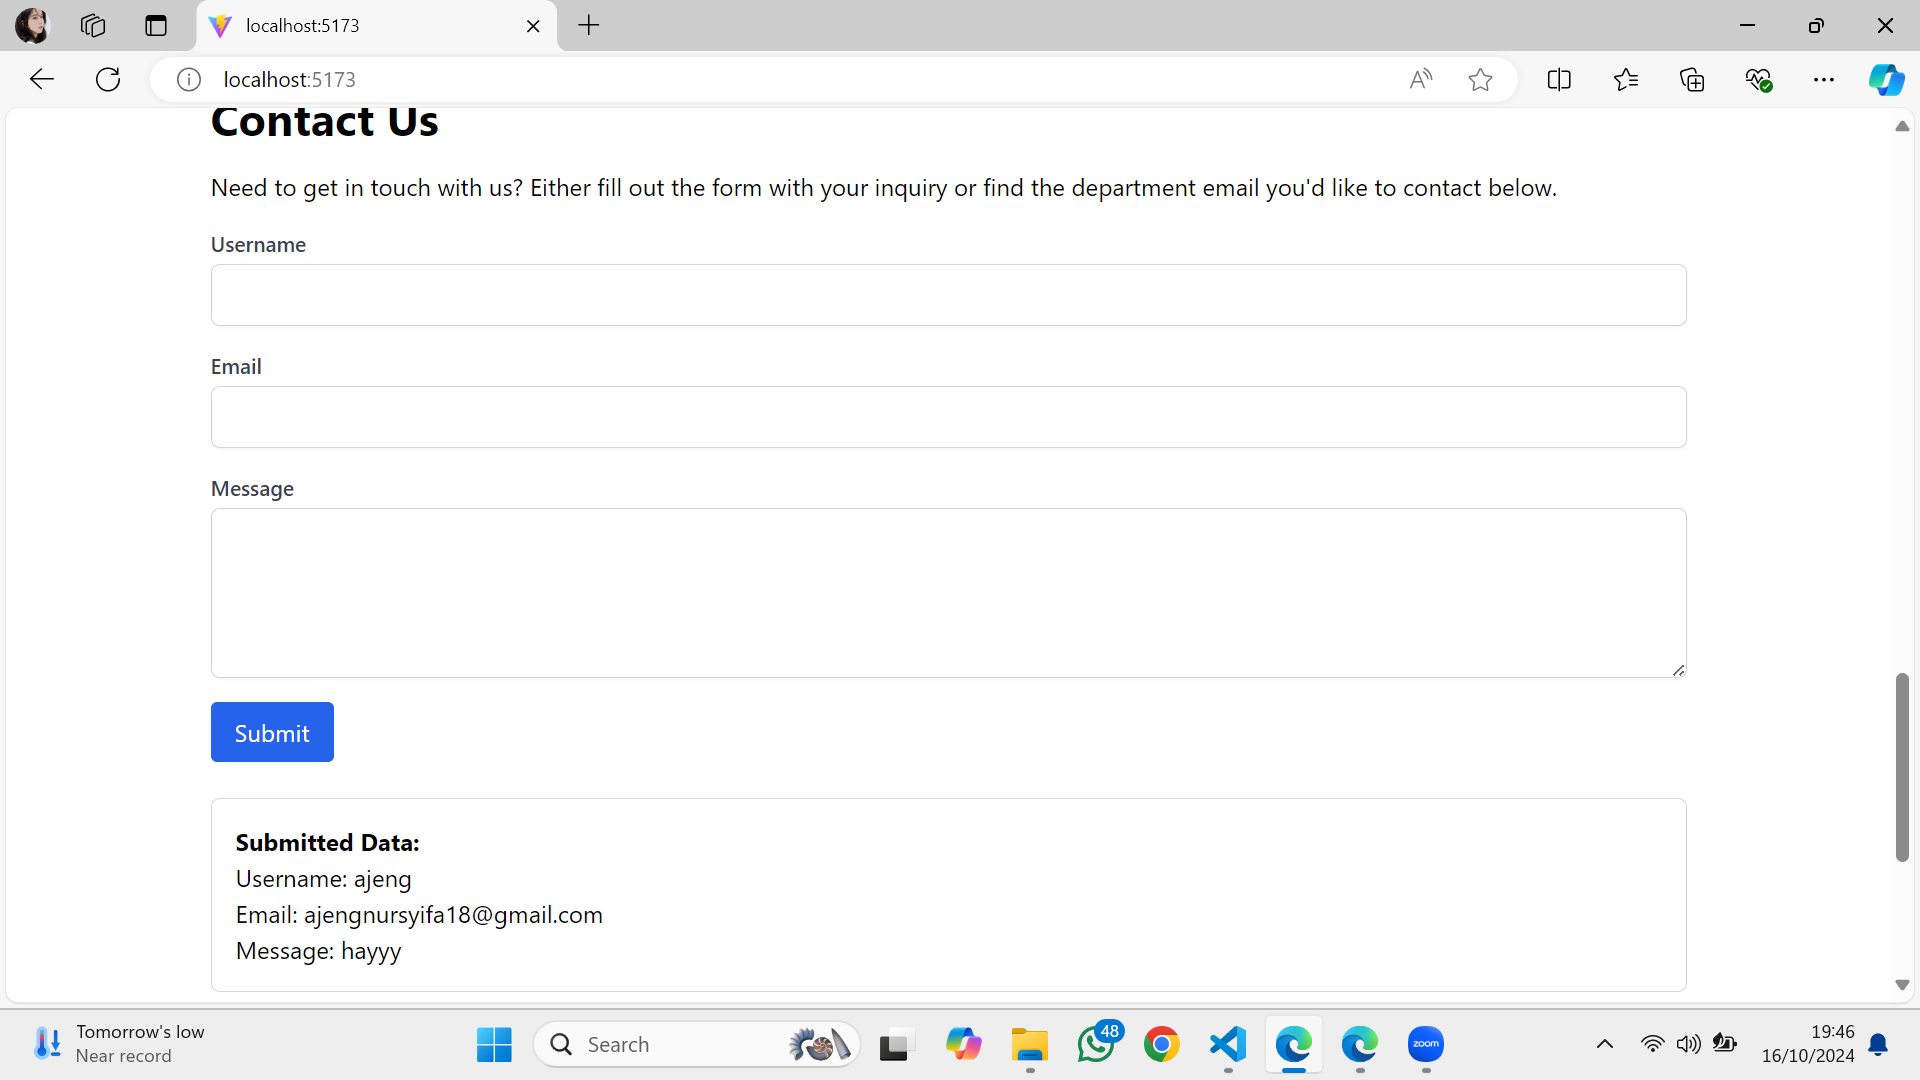 localhost:5173
localhost:5173
Contact Us
Need to get in touch with us? Either fill out the form with your inquiry or find the department email you'd like to contact below.
Username
Email
Message
Submit
Submitted Data:
Username: ajeng
Email: ajengnursyifa18@gmail.com
Message: hayyy
Tomorrow's low
Near record
Search
48
zoom
19:46
16/10/2024